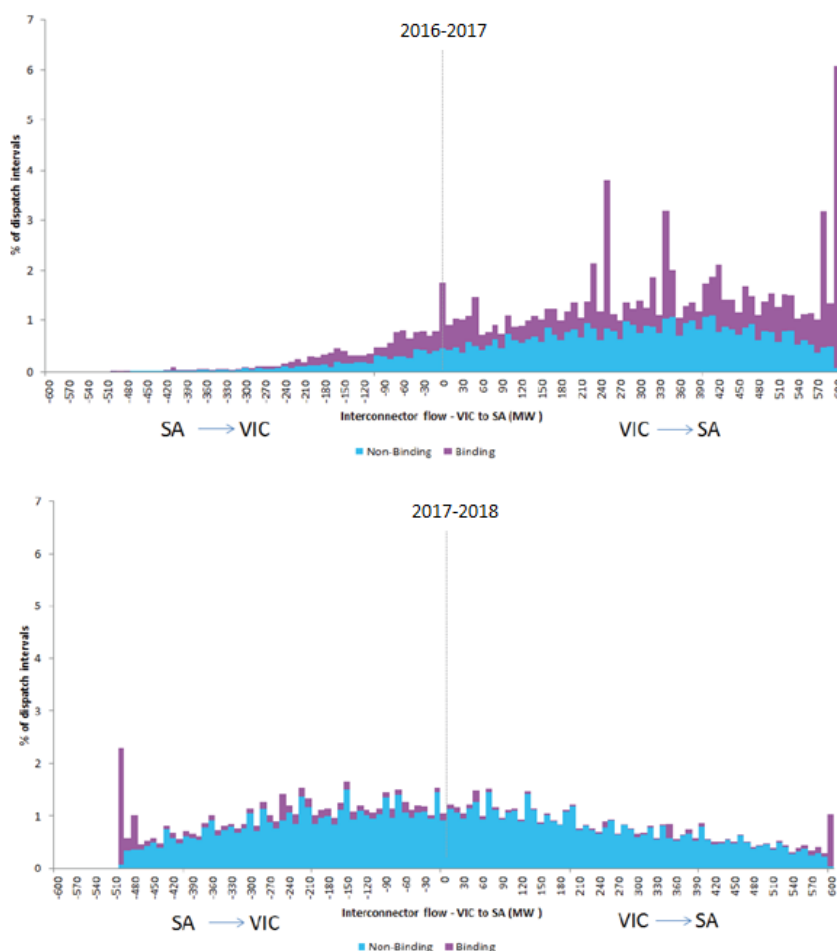 7
2016-2017
6
5
4
3
2
1
0
% of dispatch intervals
-600 -570 -540 -510 -480 -450 -420 -390 -360 -330 -300 -270 -240 -210 -180 -150 -120 -90 -60 -30 0 30 60 90 120 150 180 210 240 270 300 330 360 390 420 450 480 510 540 570 600
Interconnector flow - VIC to SA (MW )
SA → VIC VIC → SA
Non-Binding Binding
7
2017-2018
6
5
4
3
2
1
0
% of dispatch intervals
-600 -570 -540 -510 -480 -450 -420 -390 -360 -330 -300 -270 -240 -210 -180 -150 -120 -90 -60 -30 0 30 60 90 120 150 180 210 240 270 300 330 360 390 420 450 480 510 540 570 600
Interconnector flow - VIC to SA (MW )
SA → VIC VIC → SA
Non-Binding Binding